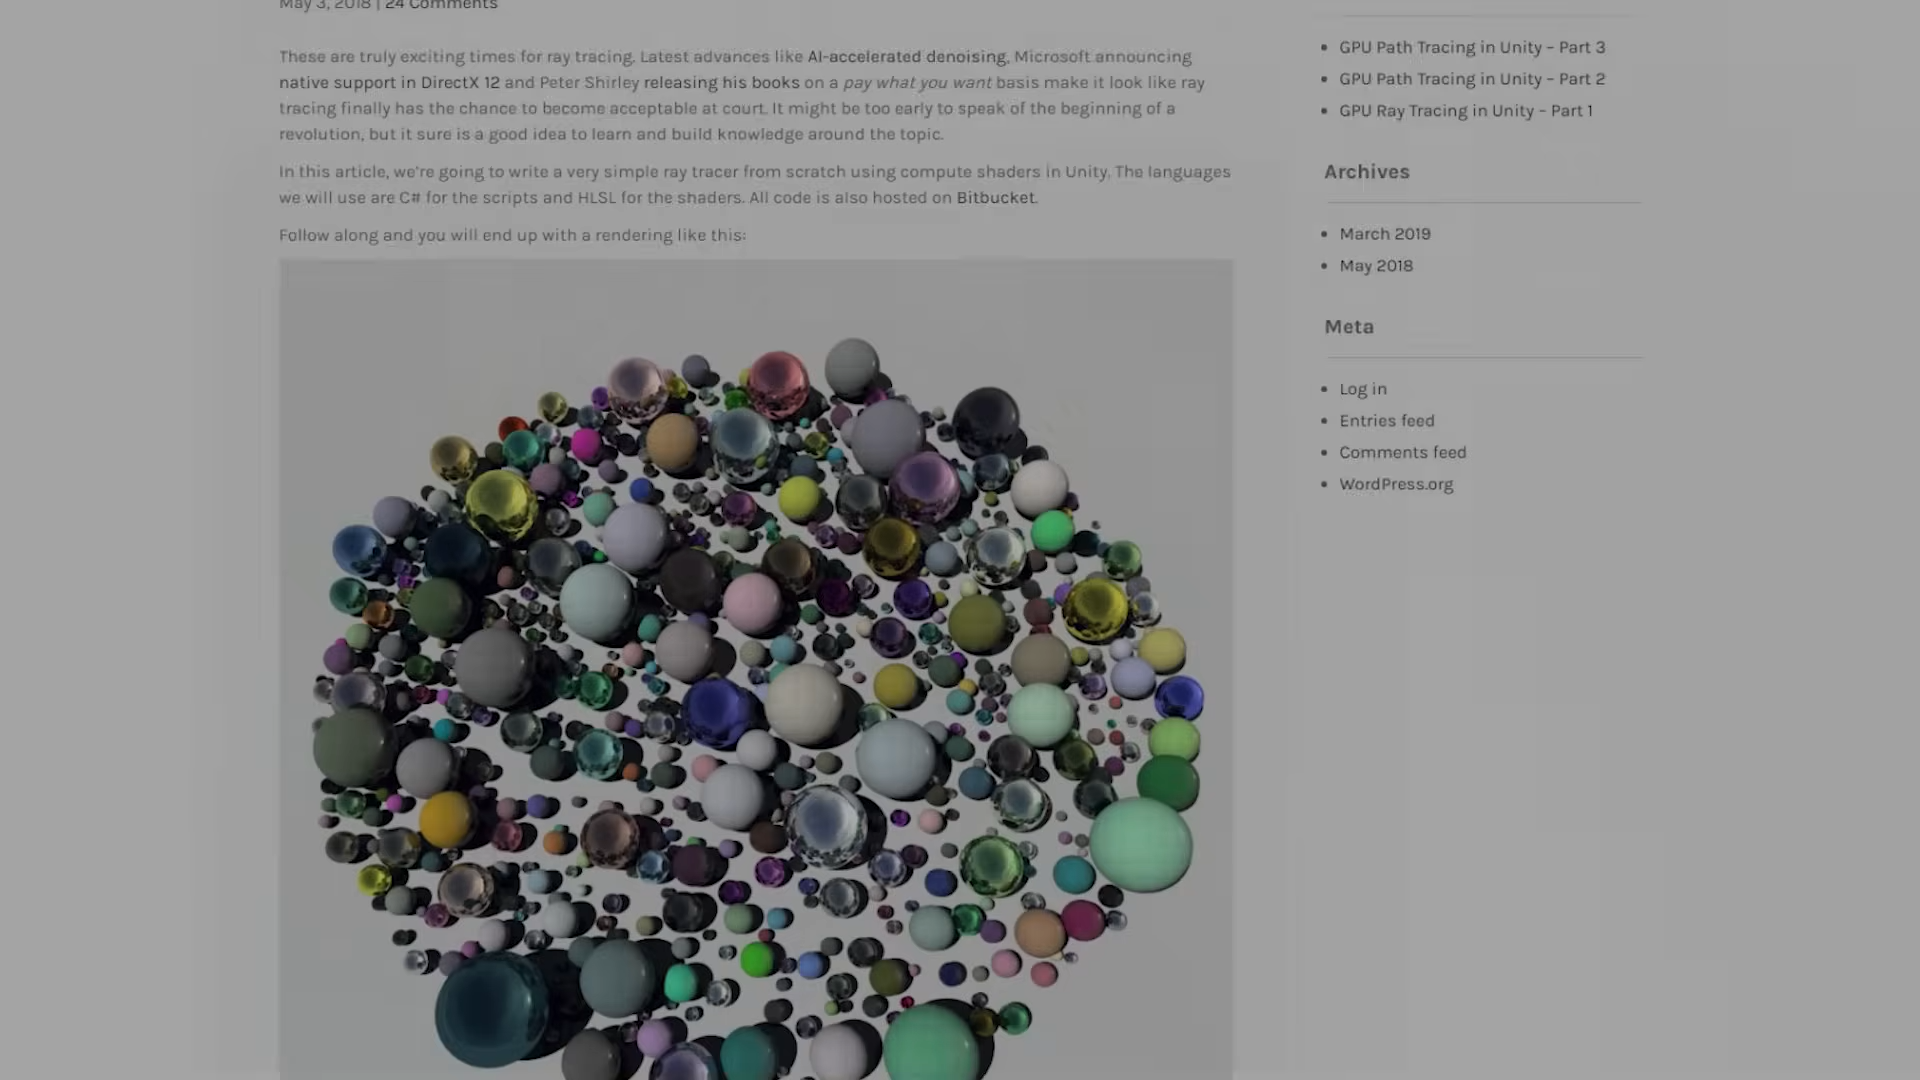 May 3, 2018 | 24 Comments
These are truly exciting times for ray tracing. Latest advances like AI-accelerated denoising, Microsoft announcing
native support in DirectX 12 and Peter Shirley releasing his books on a pay what you want basis make it look like ray
tracing finally has the chance to become acceptable at court. It might be too early to speak of the beginning of a
revolution, but it sure is a good idea to learn and build knowledge around the topic.
In this article, we're going to write a very simple ray tracer from scratch using compute shaders in Unity. The languages
we will use are C# for the scripts and HLSL for the shaders. All code is also hosted on Bitbucket.
Follow along and you will end up with a rendering like this:
GPU Path Tracing in Unity – Part 3
GPU Path Tracing in Unity – Part 2
GPU Ray Tracing in Unity – Part 1
Archives
March 2019
May 2018
Meta
Log in
Entries feed
Comments feed
WordPress.org